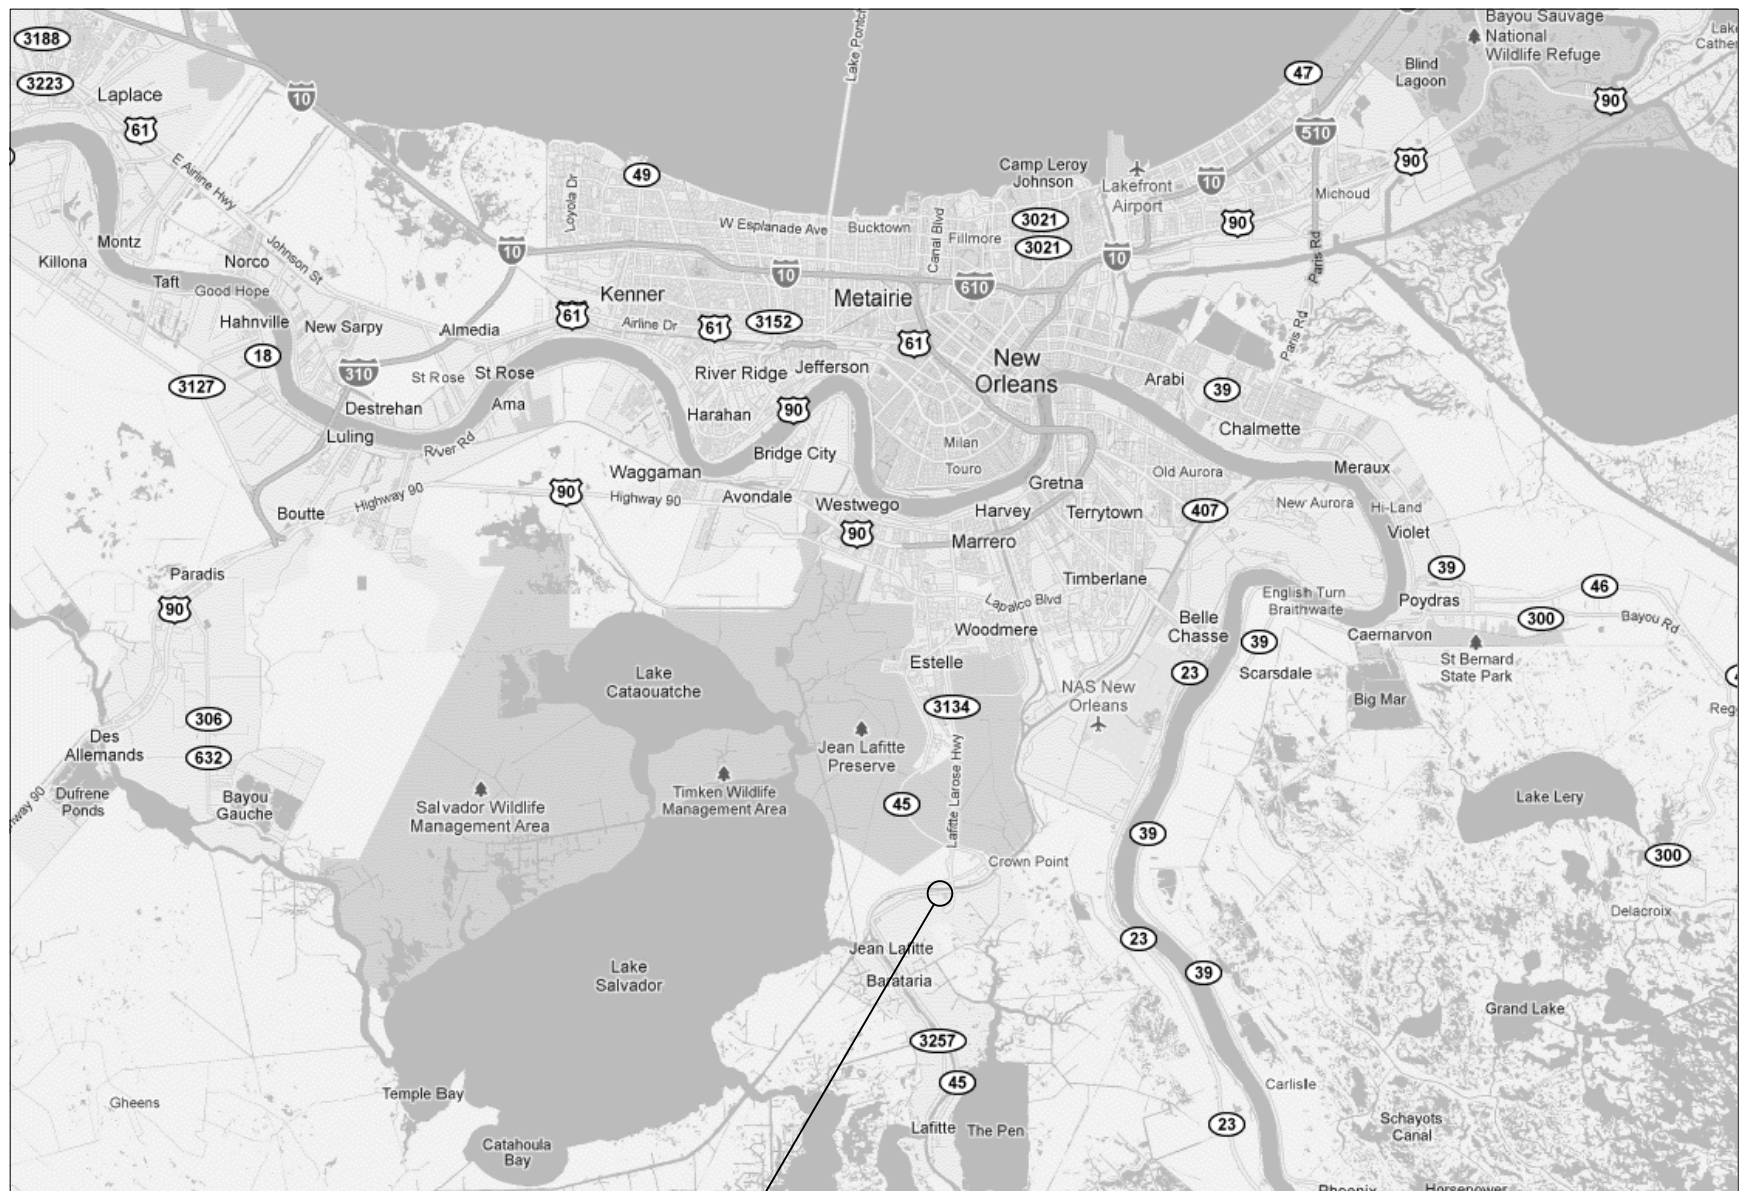 3188
3223
Laplace
61
10
Lake Pontch
47
Bayou Sauvage
National
Wildlife Refuge
Blind
Lagoon
90
510
90
E Airline Hwy
49
Loyola Dr
Camp Leroy
Johnson
Lakefront
Airport
10
Michoud
W Esplanade Ave
Bucktown
Canal Blvd
Fillmore
3021
3021
90
Montz
Killona
Norco
Johnson St
10
10
10
Paris Rd
Taft
Good Hope
Kenner
Metairie
610
Hahnville
New Sarpy
Almedia
61
Airline Dr
61
3152
61
Paris Rd
18
310
3127
St Rose
St Rose
River Ridge
Jefferson
New
Orleans
Arabi
39
Destrehan
Ama
Harahan
90
Luling
River Rd
Milan
Chalmette
Bridge City
Touro
Waggaman
Old Aurora
Meraux
Gretna
90
Highway 90
Highway 90
Avondale
Westwego
Boutte
Harvey
Terrytown
407
New Aurora
Hi-Land
90
Marrero
Violet
Paradis
Timberlane
39
46
90
Lapalco Blvd
English Turn
Braithwaite
Poydras
Belle
Chasse
300
Bayou Rd
Woodmere
39
Caernarvon
Estelle
Lake
Cataouatche
23
Scarsdale
St Bernard
State Park
NAS New
Orleans
Big Mar
3134
306
Des
Allemands
632
Jean Lafitte
Preserve
Lafitte Larose Hwy
Dufrene
Ponds
Bayou
Gauche
Salvador Wildlife
Management Area
Timken Wildlife
Management Area
45
Lake Lery
39
300
Crown Point
Delacroix
23
Jean Lafitte
39
Lake
Salvador
Barataria
Grand Lake
3257
45
Carlisle
Temple Bay
Gheens
23
Schayots
Canal
Lafitte
The Pen
Catahoula
Bay
Phoenix
Horsepower